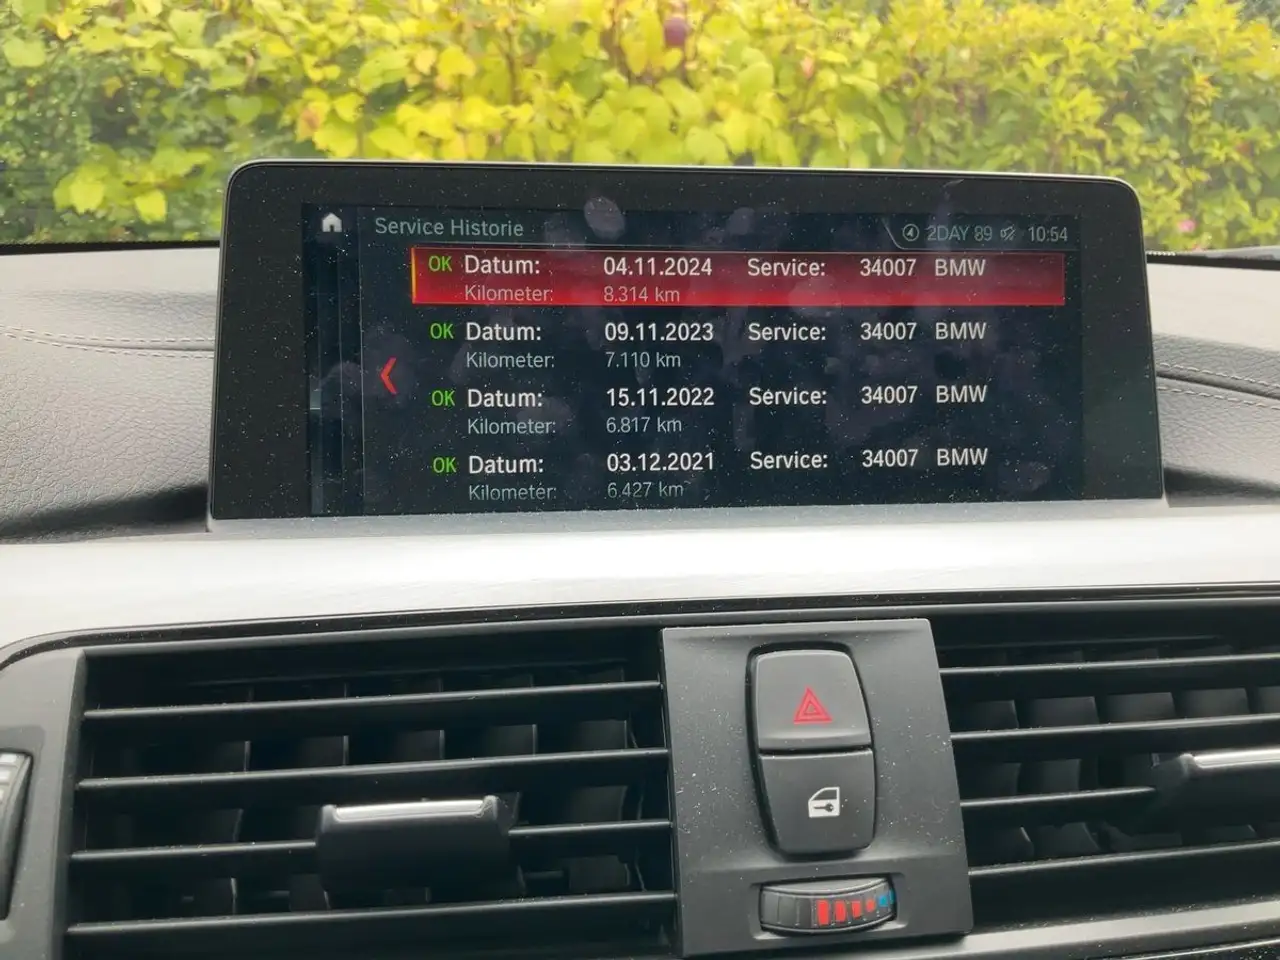 Service Historie
2DAY 89 10:54
OK Datum: 04.11.2024 Service: 34007 BMW
Kilometer: 8.314 km
OK Datum: 09.11.2023 Service: 34007 BMW
Kilometer: 7.110 km
OK Datum: 15.11.2022 Service: 34007 BMW
Kilometer: 6.817 km
OK Datum: 03.12.2021 Service: 34007 BMW
Kilometer: 6.427 km